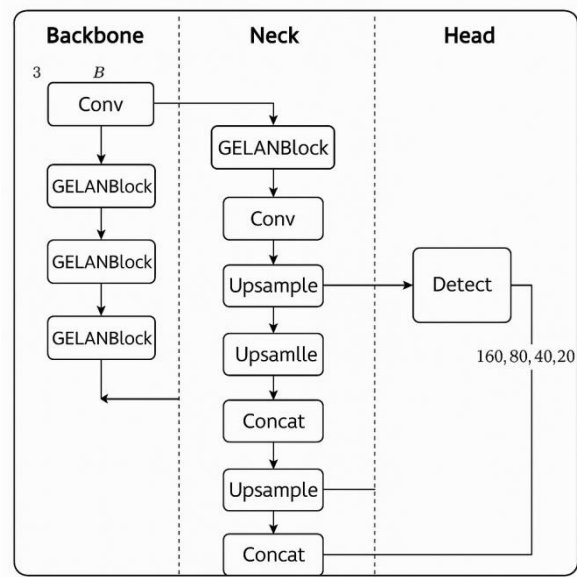 Backbone
Neck
Head
3
B
Conv
GELANBlock
GELANBlock
GELANBlock
GELANBlock
Conv
Upsample
Upsamlle
Concat
Upsample
Concat
Detect
160, 80, 40, 20